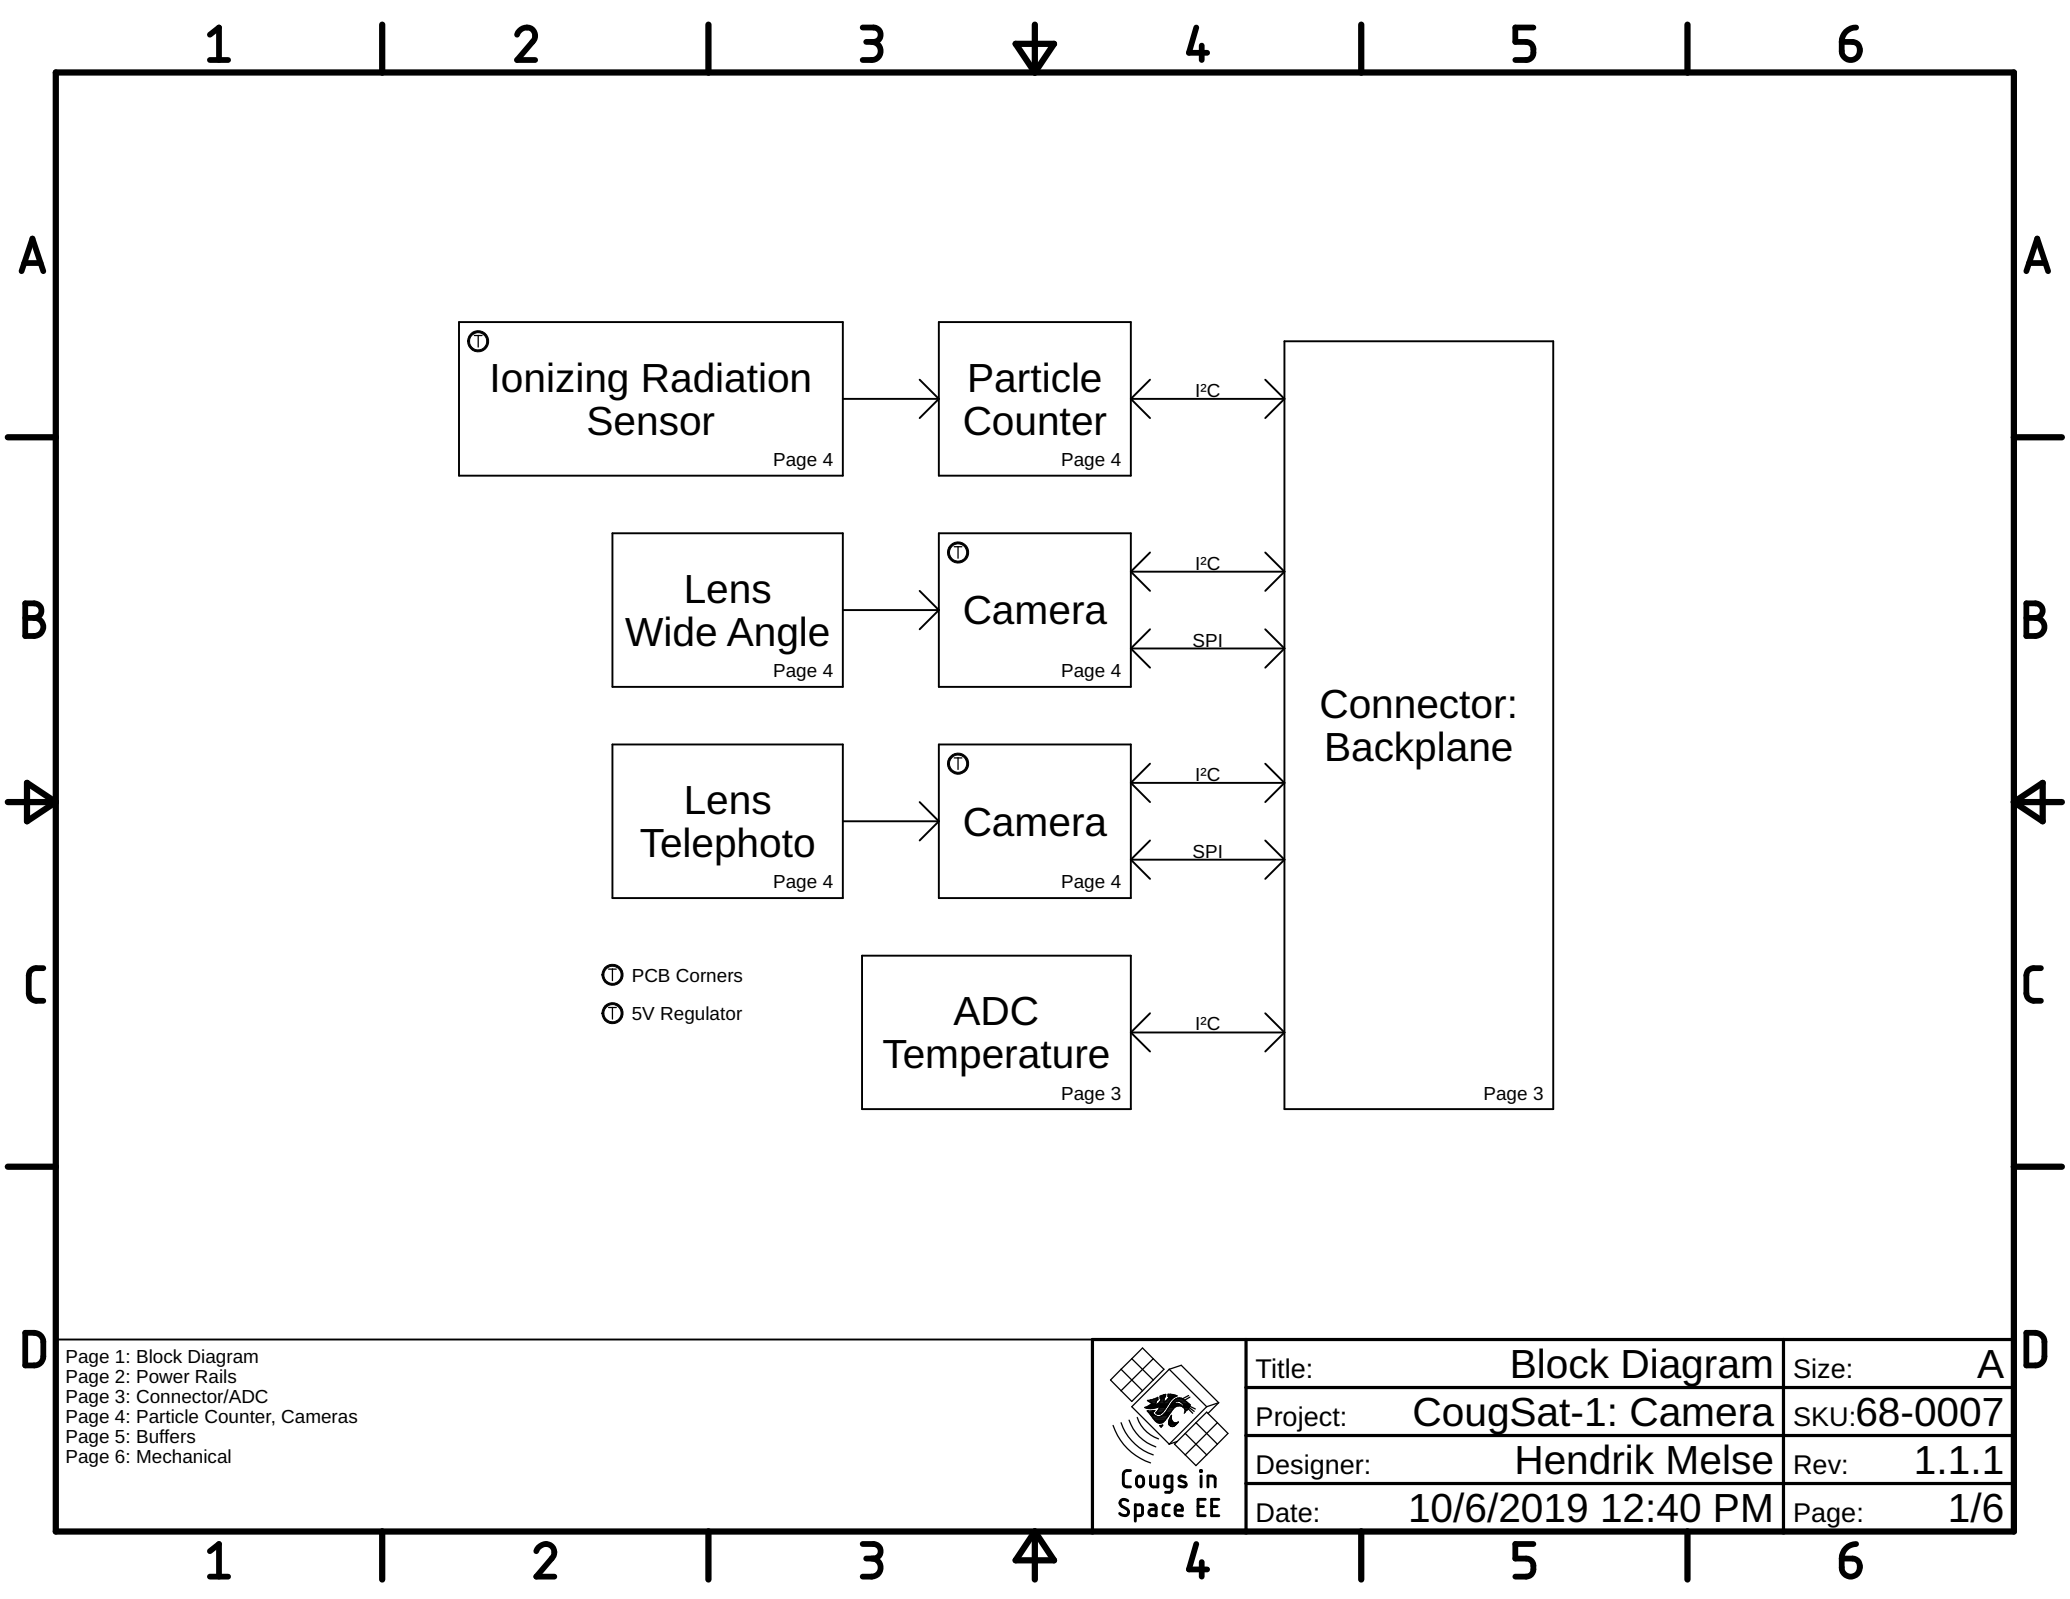 1 2 3 4 5 6
A A
Ⓣ
Ionizing Radiation
Sensor
Page 4
Particle
Counter
Page 4
I²C
B B
Lens
Wide Angle
Page 4
Ⓣ
Camera
Page 4
I²C
SPI
Connector:
Backplane
Page 3
Lens
Telephoto
Page 4
Ⓣ
Camera
Page 4
I²C
SPI
C C
Ⓣ PCB Corners
Ⓣ 5V Regulator
ADC
Temperature
Page 3
I²C
D D
Page 1: Block Diagram
Page 2: Power Rails
Page 3: Connector/ADC
Page 4: Particle Counter, Cameras
Page 5: Buffers
Page 6: Mechanical
Cougs in
Space EE
Title: Block Diagram Size: A
Project: CougSat-1: Camera SKU:68-0007
Designer: Hendrik Melse Rev: 1.1.1
Date: 10/6/2019 12:40 PM Page: 1/6
1 2 3 4 5 6